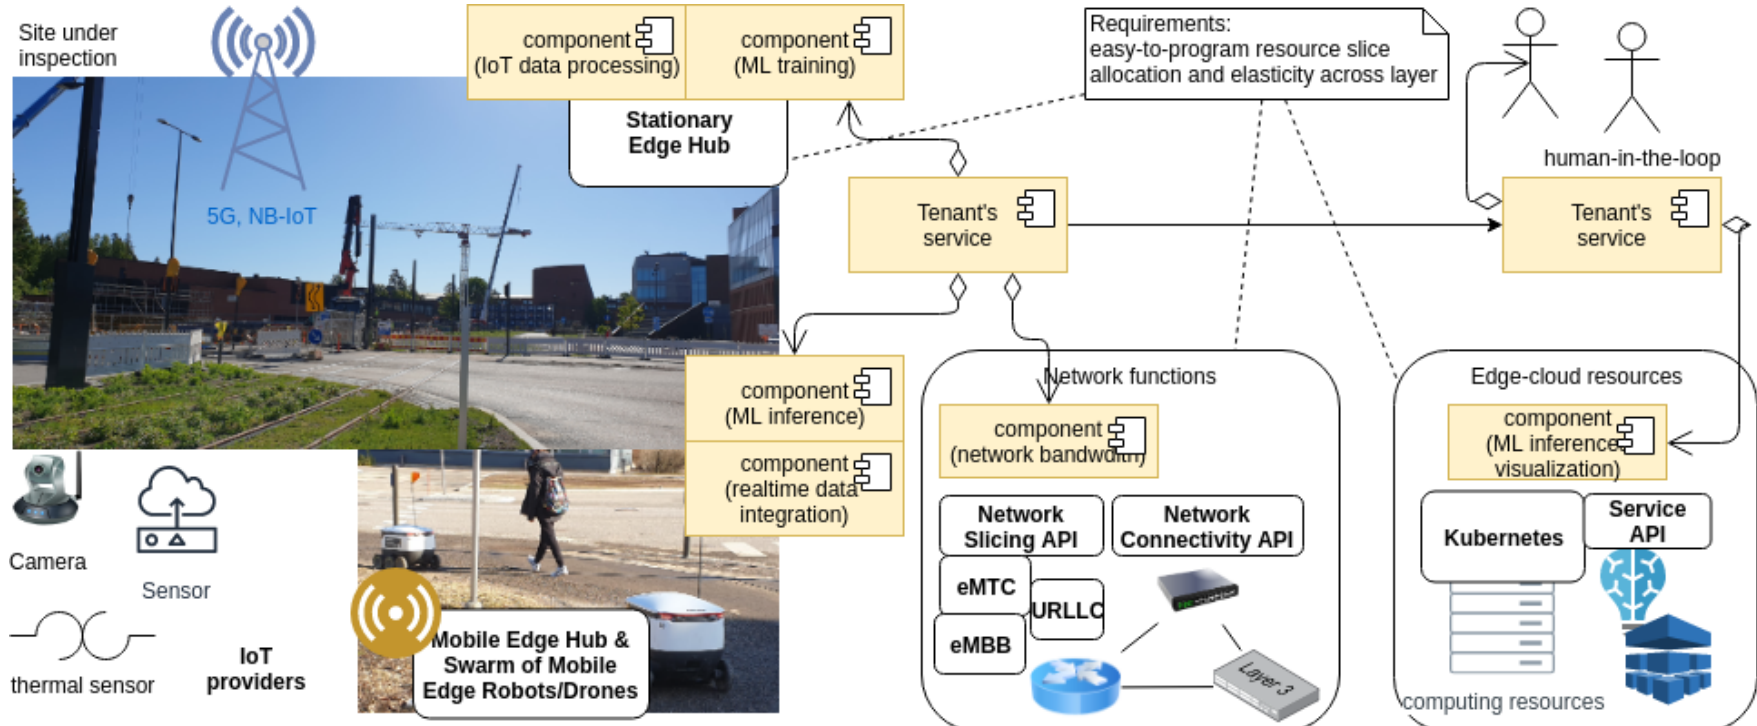 Site under
inspection
5G, NB-IoT
component
(IoT data processing)
component
(ML training)
Stationary
Edge Hub
Requirements:
easy-to-program resource slice
allocation and elasticity across layer
human-in-the-loop
Tenant's
service
Tenant's
service
component
(ML inference)
component
(realtime data
integration)
Network functions
component
(network bandwdith)
Network
Slicing API
Network
Connectivity API
eMTC
URLLC
eMBB
Layer 3
Edge-cloud resources
component
(ML inference,
visualization)
Kubernetes
Service
API
computing resources
Camera
Sensor
thermal sensor
IoT
providers
Mobile Edge Hub &
Swarm of Mobile
Edge Robots/Drones